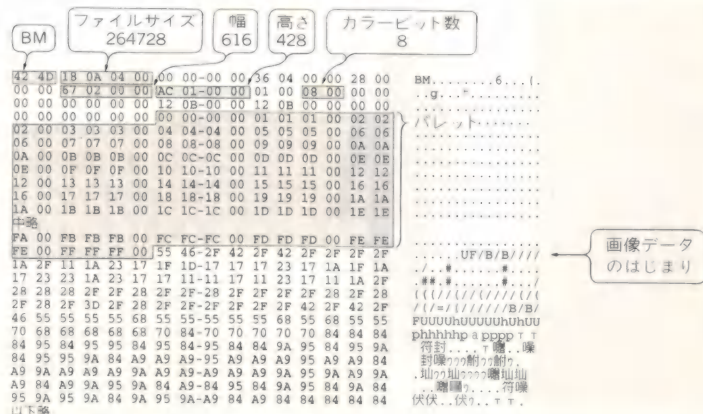 BM
ファイルサイズ
264728
幅
616
高さ
428
カラービット数
8
42 4D 18 0A 04 00 00 00-00 00 36 04 00 00 28 00 BM........6...(.
00 00 67 02 00 00 AC 01-00 00 01 00 08 00 00 00
00 00 00 00 00 00 12 0B-00 00 12 0B 00 00 00 00
00 00 00 00 00 00 00 00-00 00 01 01 01 00 02 02 パレット
02 00 03 03 03 00 04 04-04 00 05 05 05 00 06 06
06 00 07 07 07 00 08 08-08 00 09 09 09 00 0A 0A
0A 00 0B 0B 0B 00 0C 0C-0C 00 0D 0D 0D 00 0E 0E
0E 00 0F 0F 0F 00 10 10-10 00 11 11 11 00 12 12
12 00 13 13 13 00 14 14-14 00 15 15 15 00 16 16
16 00 17 17 17 00 18 18-18 00 19 19 19 00 1A 1A
1A 00 1B 1B 1B 00 1C 1C-1C 00 1D 1D 1D 00 1E 1E
中略
FA 00 FB FB FB 00 FC FC-FC 00 FD FD FD 00 FE FE
FE 00 FF FF FF 00 55 46-2F 42 2F 42 2F 2F 2F 2F ......UF/B/B////
画像データ
のはじまり
1A 2F 11 1A 23 17 1F 1D-17 17 17 23 17 1A 1F 1A ./..#......#....
17 23 23 1A 23 17 17 11-11 17 11 23 17 11 1A 2F .##.#......#.../
28 28 28 2F 2F 28 2F 2F-28 2F 2F 2F 2F 28 2F 28 (((//(//(////(/(
2F 28 2F 3D 2F 28 2F 2F-2F 2F 2F 2F 42 2F 42 2F /(/=/(//////B/B/
46 55 55 55 55 68 55 55-55 55 55 68 55 68 55 55 FUUUUhUUUUUhUhUU
70 68 68 68 68 68 70 84-70 70 70 70 70 84 84 84
84 95 84 95 95 84 95 84-95 84 84 9A 84 95 84 95
84 95 95 9A 84 A9 A9 A9-95 A9 A9 A9 95 A9 A9 84
A9 9A A9 A9 9A A9 A9 A9-A9 9A 84 A9 A9 9A A9 9A
A9 84 A9 A9 95 9A 84 A9-84 95 84 9A 95 84 9A 84
95 9A 95 9A 84 9A 95 9A-A9 84 A9 84 84 84 84 84
以下略